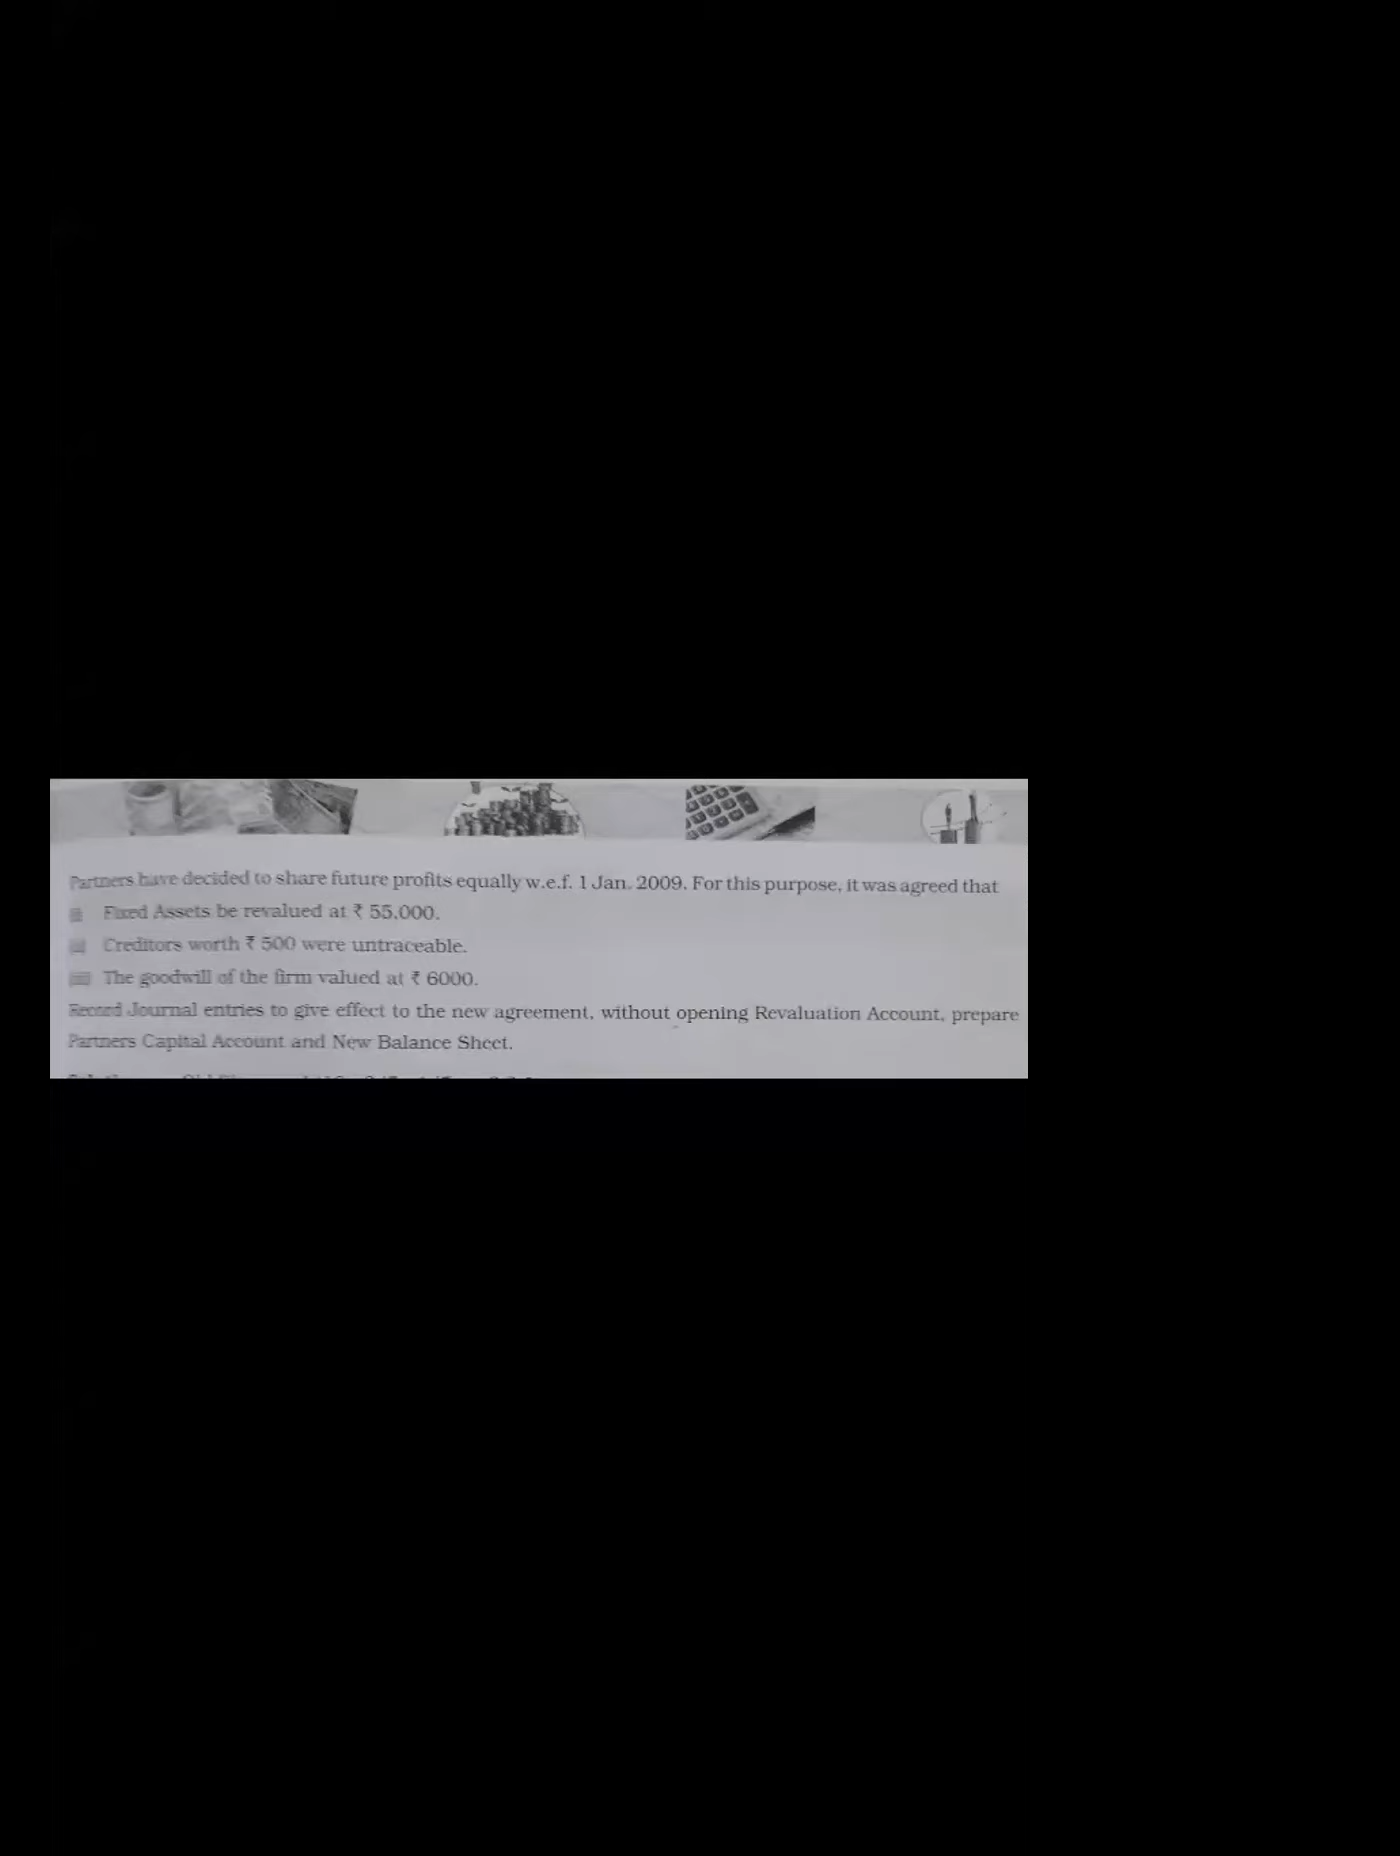 Partners have decided to share future profits equally w.e.f. 1 Jan. 2009. For this purpose, it was agreed that
Fixed Assets be revalued at ₹ 55,000.
Creditors worth ₹ 500 were untraceable.
The goodwill of the firm valued at ₹ 6000.
Record Journal entries to give effect to the new agreement, without opening Revaluation Account, prepare
Partners Capital Account and New Balance Sheet.